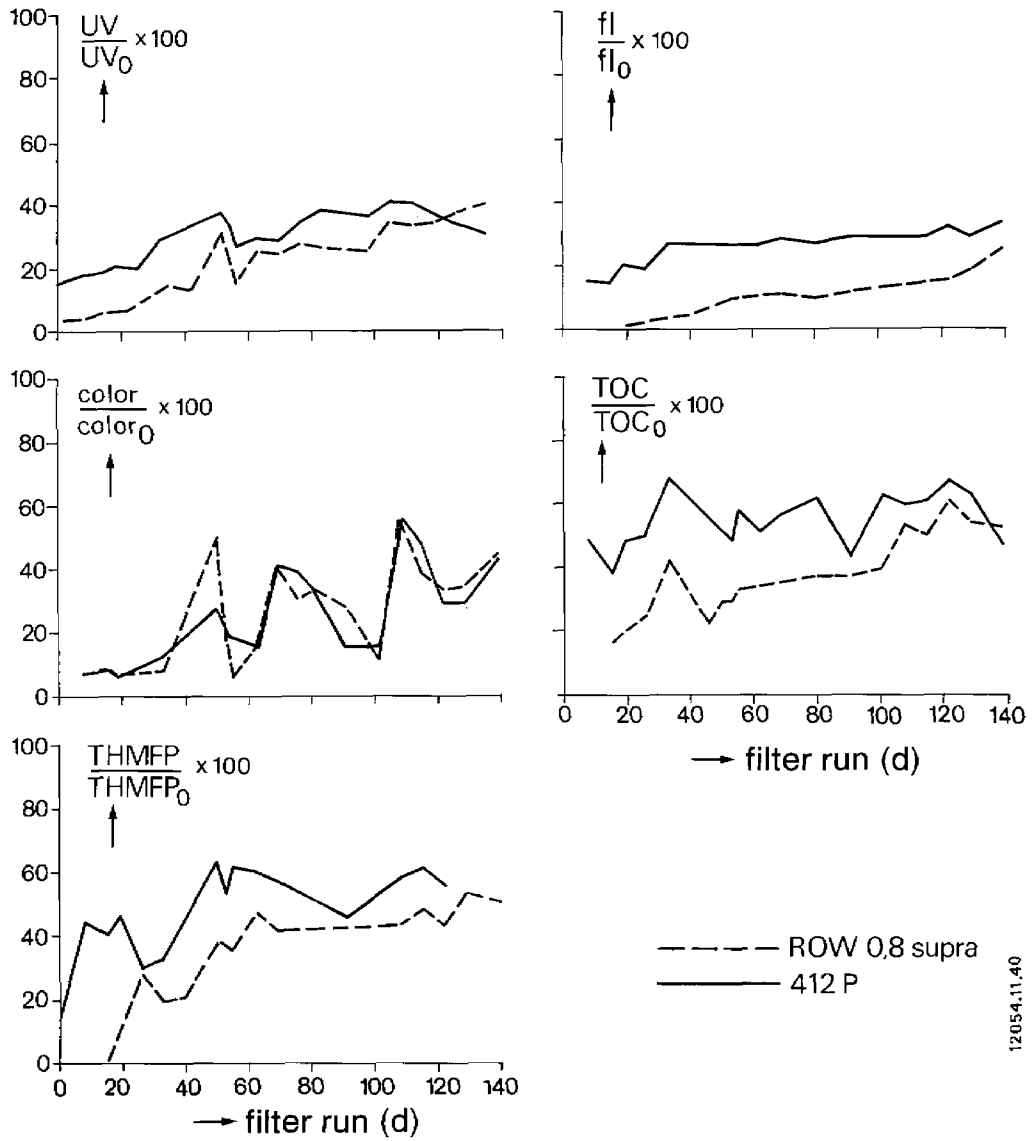 100
80
60
40
20
0
UV
UV0
x 100
↑
fl
fl0
x 100
↑
100
80
60
40
20
0
color
color0
x 100
↑
TOC
TOC0
x 100
↑
0 20 40 60 80 100 120 140
→ filter run (d)
100
80
60
40
20
0
THMFP
THMFP0
x 100
↑
0 20 40 60 80 100 120 140
→ filter run (d)
ROW 0,8 supra
412 P
12054.11.40